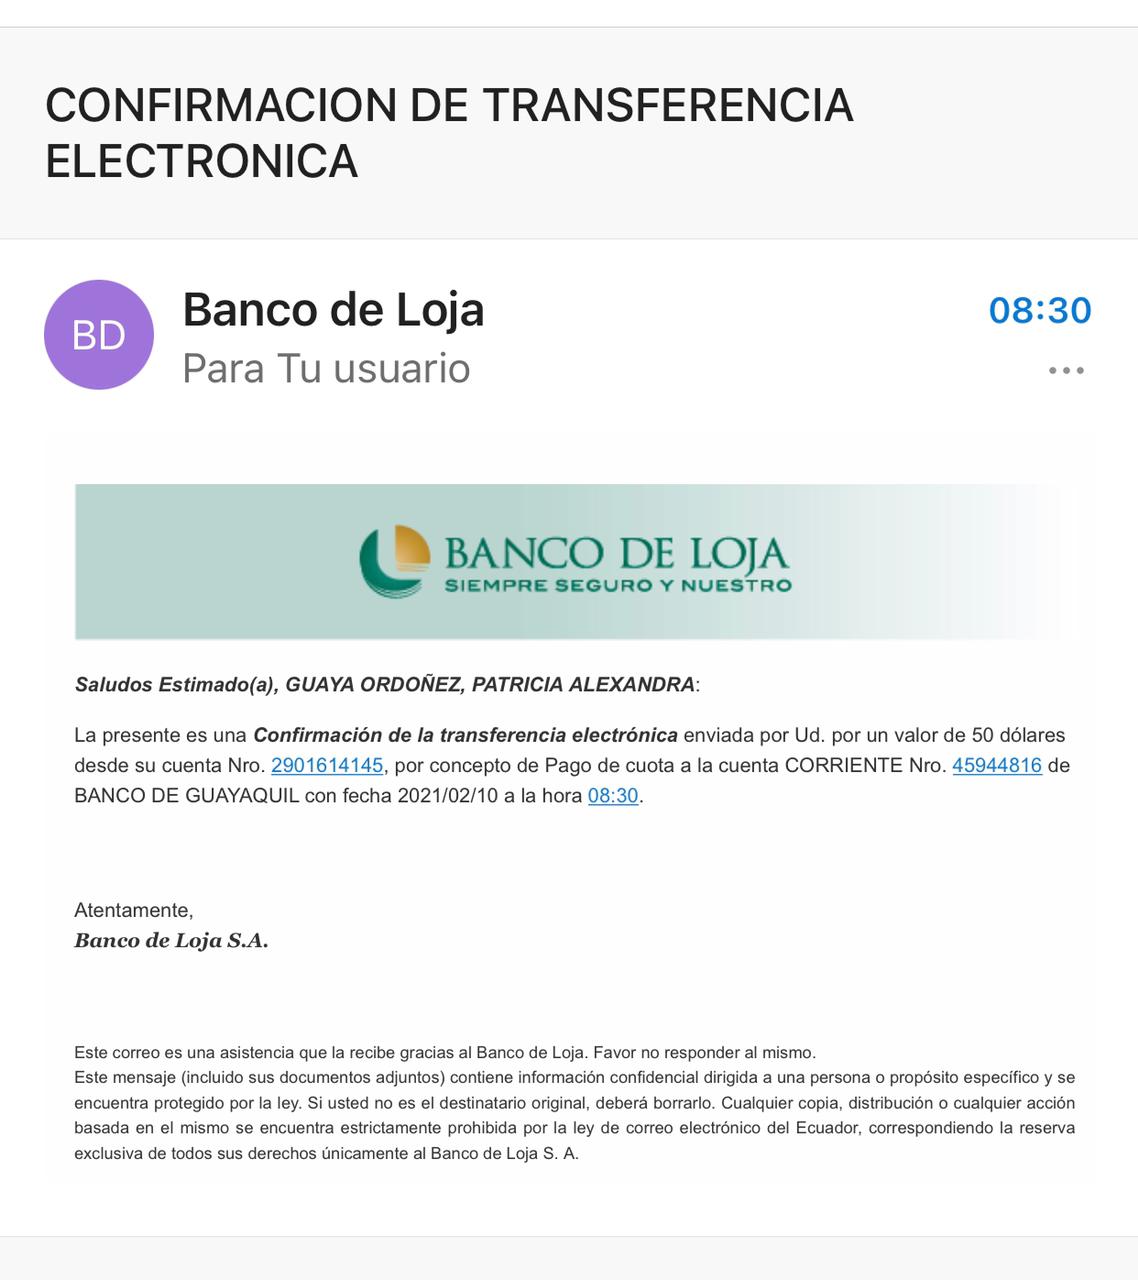 CONFIRMACION DE TRANSFERENCIA
ELECTRONICA
BD
Banco de Loja
08:30
Para Tu usuario
BANCO DE LOJA
SIEMPRE SEGURO Y NUESTRO
Saludos Estimado(a), GUAYA ORDOÑEZ, PATRICIA ALEXANDRA:
La presente es una Confirmación de la transferencia electrónica enviada por Ud. por un valor de 50 dólares
desde su cuenta Nro. 2901614145, por concepto de Pago de cuota a la cuenta CORRIENTE Nro. 45944816 de
BANCO DE GUAYAQUIL con fecha 2021/02/10 a la hora 08:30.
Atentamente,
Banco de Loja S.A.
Este correo es una asistencia que la recibe gracias al Banco de Loja. Favor no responder al mismo.
Este mensaje (incluido sus documentos adjuntos) contiene información confidencial dirigida a una persona o propósito específico y se
encuentra protegido por la ley. Si usted no es el destinatario original, deberá borrarlo. Cualquier copia, distribución o cualquier acción
basada en el mismo se encuentra estrictamente prohibida por la ley de correo electrónico del Ecuador, correspondiendo la reserva
exclusiva de todos sus derechos únicamente al Banco de Loja S. A.